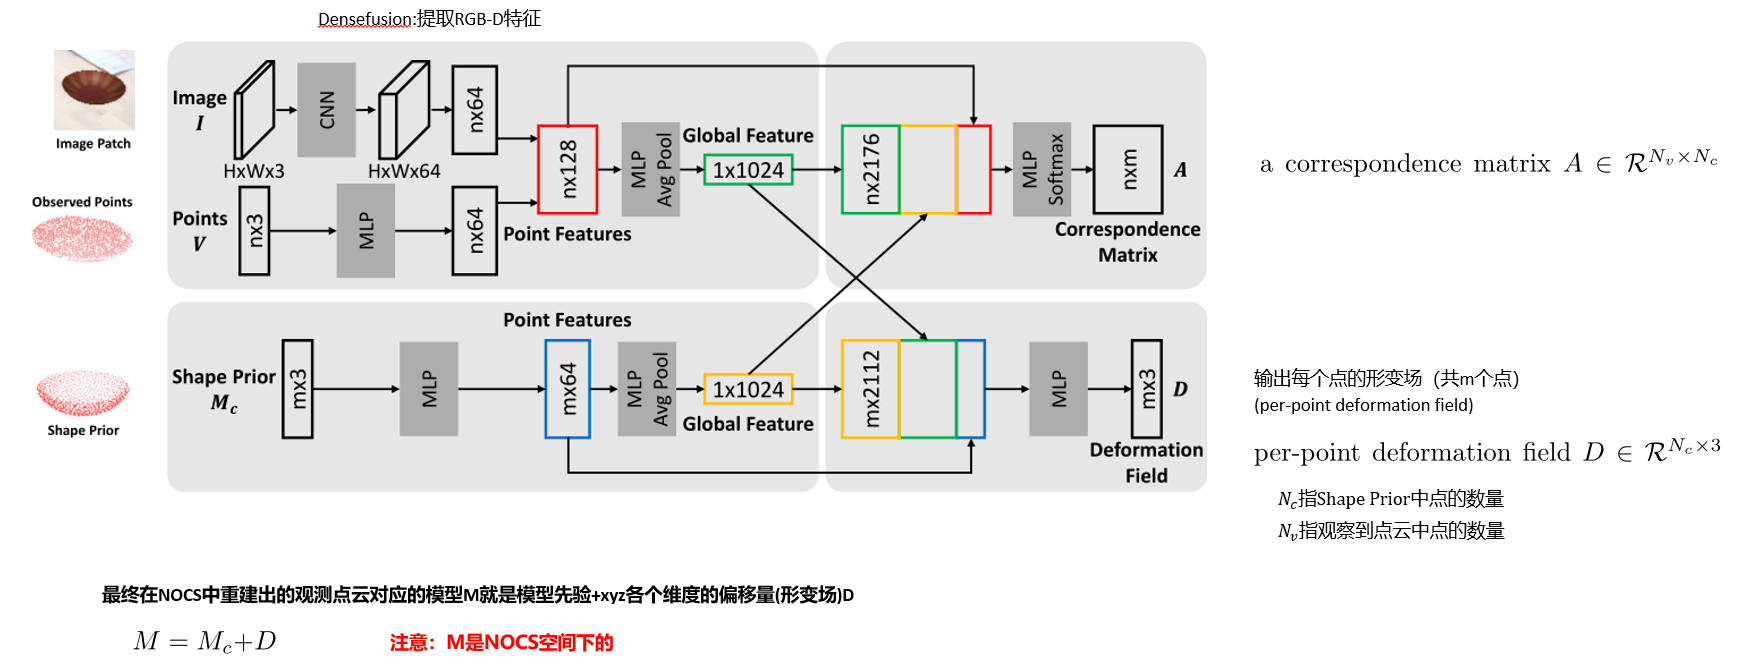 Densefusion:提取RGB-D特征
Image Patch
Image
I
HxWx3
CNN
HxWx64
nx64
Observed Points
Points
V
nx3
MLP
nx64
Point Features
nx128
MLP
Avg Pool
Global Feature
1x1024
nx2176
MLP
Softmax
nxm
A
Correspondence
Matrix
a correspondence matrix A ∈ R^{N_v×N_c}
Shape Prior
Shape Prior
M_c
mx3
MLP
Point Features
mx64
MLP
Avg Pool
1x1024
Global Feature
mx2112
MLP
mx3
D
Deformation
Field
输出每个点的形变场（共m个点）
(per-point deformation field)
per-point deformation field D ∈ R^{N_c×3}
N_c指Shape Prior中点的数量
N_v指观察到点云中点的数量
最终在NOCS中重建出的观测点云对应的模型M就是模型先验+xyz各个维度的偏移量(形变场)D
M = M_c+D
注意：M是NOCS空间下的